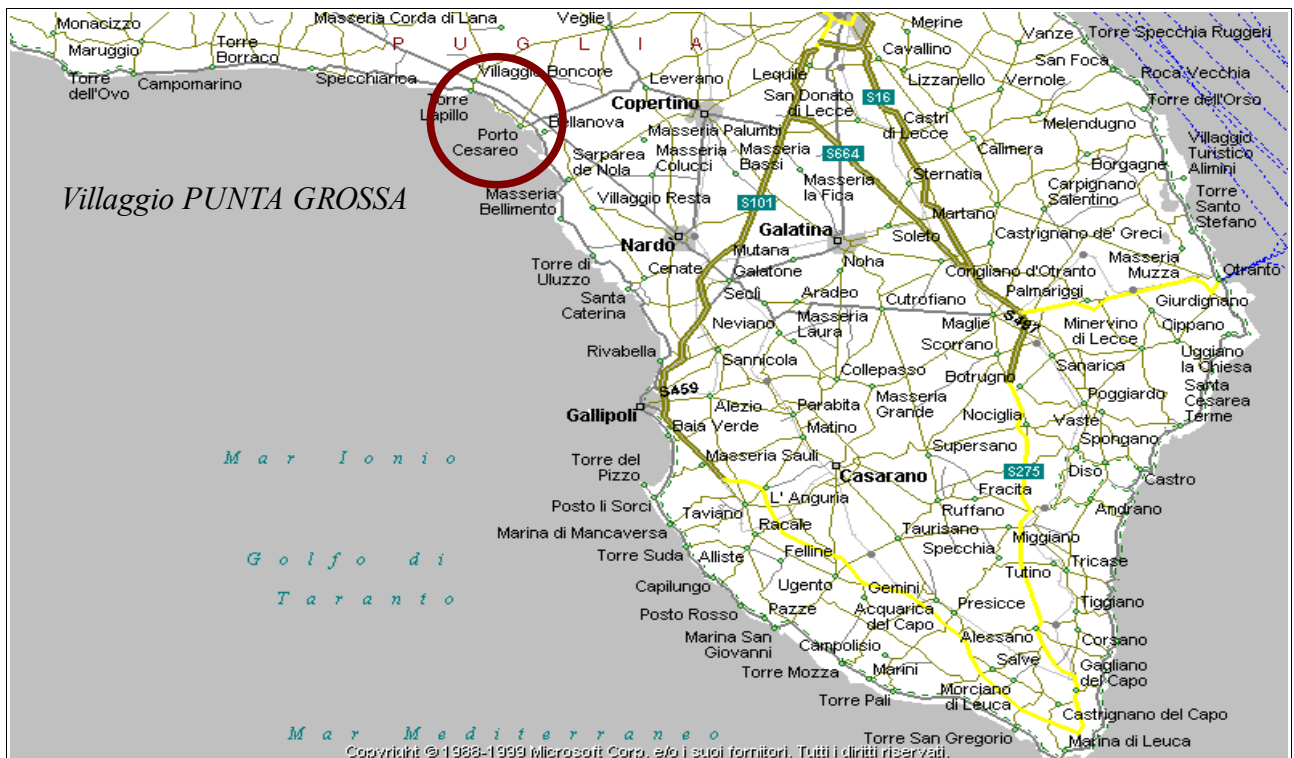 Monacizzo
Masseria Corda di Lana
Veglie
Merine
Vanze
Torre Specchia Ruggeri
Maruggio
Torre
Borraco
P U G L I A
Cavallino
San Foca
Torre
dell'Ovo
Campomarino
Specchiarica
Villaggio Boncore
Leverano
Lequile
Lizzanello
Vernole
Roca Vecchia
Torre
Lapillo
Copertino
San Donato
di Lecce
S16
Castri
di Lecce
Torre dell'Orso
Porto
Cesareo
Bellanova
Masseria Palumbi
Melendugno
Villaggio
Turistico
Alimini
Sarparea
de Nola
Masseria
Colucci
Masseria
Bassi
S664
Calimera
Borgagne
Villaggio PUNTA GROSSA
Masseria
Bellimento
Villaggio Resta
S101
Masseria
la Fica
Sternatia
Carpignano
Salentino
Torre
Santo
Stefano
Martano
Nardò
Galatina
Soleto
Castrignano de' Greci
Mutana
Noha
Masseria
Muzza
Torre di
Uluzzo
Cenate
Galatone
Corigliano d'Otranto
Otranto
Santa
Caterina
Seclì
Aradeo
Cutrofiano
Palmariggi
Giurdignano
Neviano
Masseria
Laura
Maglie
S497
Minervino
di Lecce
Cippano
Rivabella
Sannicola
Scorrano
Uggiano
la Chiesa
Collepasso
Botrugno
Sanarica
S459
Gallipoli
Alezio
Parabita
Masseria
Grande
Poggiardo
Santa
Cesarea
Terme
Baia Verde
Matino
Nociglia
Vaste
Mar Ionio
Torre del
Pizzo
Masseria Sauli
Supersano
Spongano
Casarano
S275
Diso
Castro
Posto li Sorci
L' Anguria
Fracita
Taviano
Ruffano
Andrano
Marina di Mancaversa
Racale
Taurisano
Miggiano
Golfo di
Taranto
Torre Suda
Alliste
Felline
Specchia
Tricase
Capilungo
Ugento
Gemini
Tutino
Posto Rosso
Pazze
Acquarica
del Capo
Presicce
Tiggiano
Marina San
Giovanni
Campolisio
Alessano
Corsano
Torre Mozza
Marini
Salve
Gagliano
del Capo
Torre Pali
Morciano
di Leuca
Castrignano del Capo
Mar Mediterraneo
Torre San Gregorio
Marina di Leuca
Copyright © 1988-1999 Microsoft Corp. e/o i suoi fornitori. Tutti i diritti riservati.